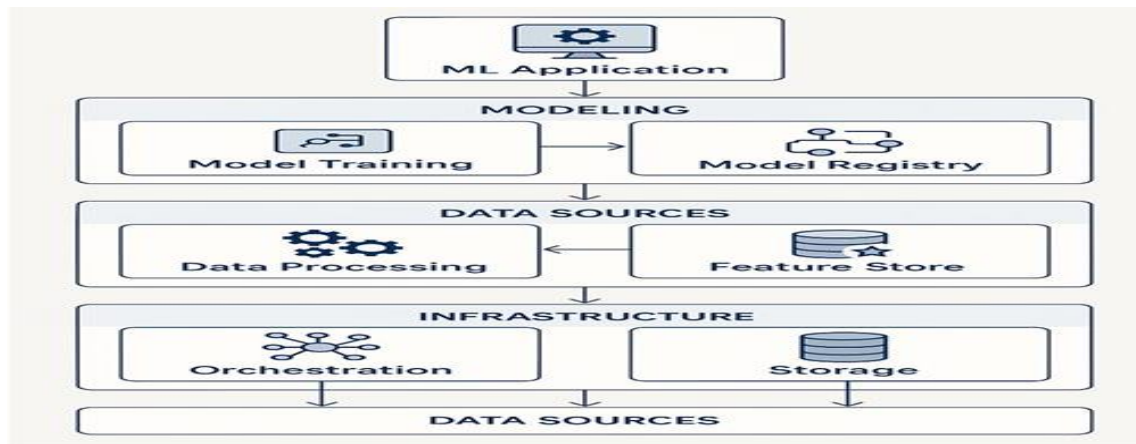 ML Application
MODELING
Model Training
Model Registry
DATA SOURCES
Data Processing
Feature Store
INFRASTRUCTURE
Orchestration
Storage
DATA SOURCES